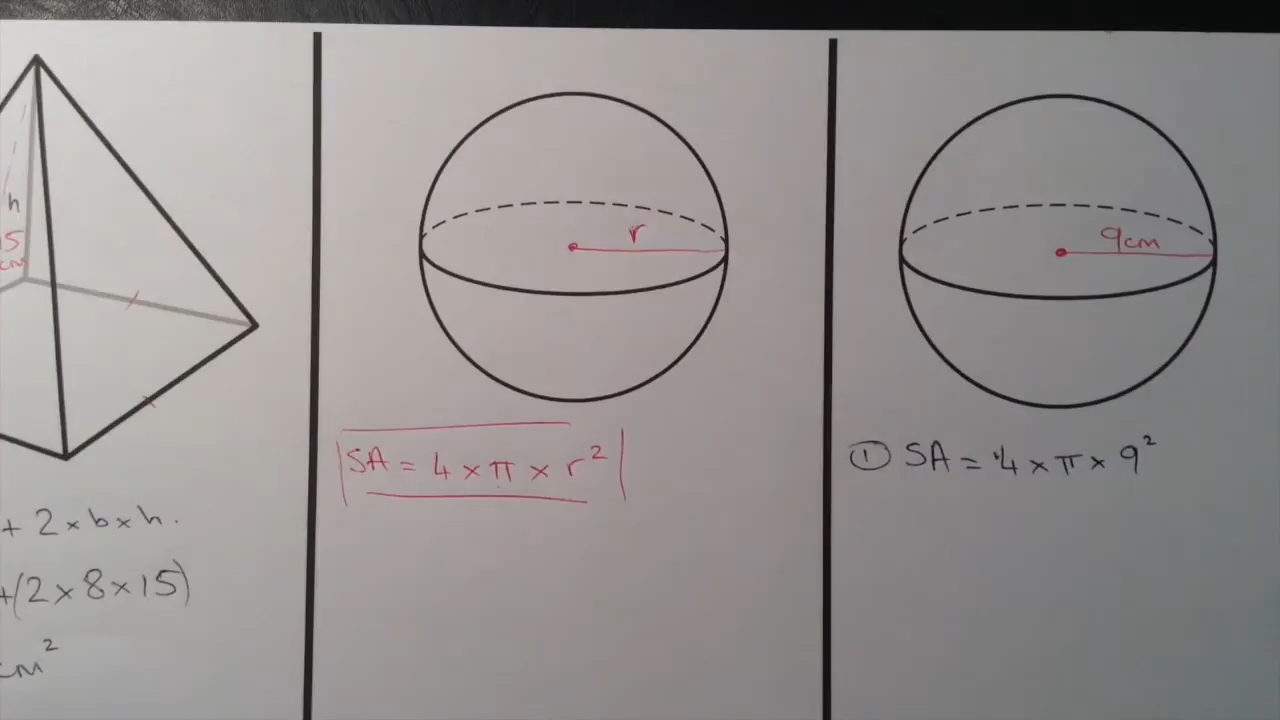 h
15
cm
+ 2 × b × h.
+(2 × 8 × 15)
cm²
r
SA = 4 × π × r²
9cm
① SA = 4 × π × 9²